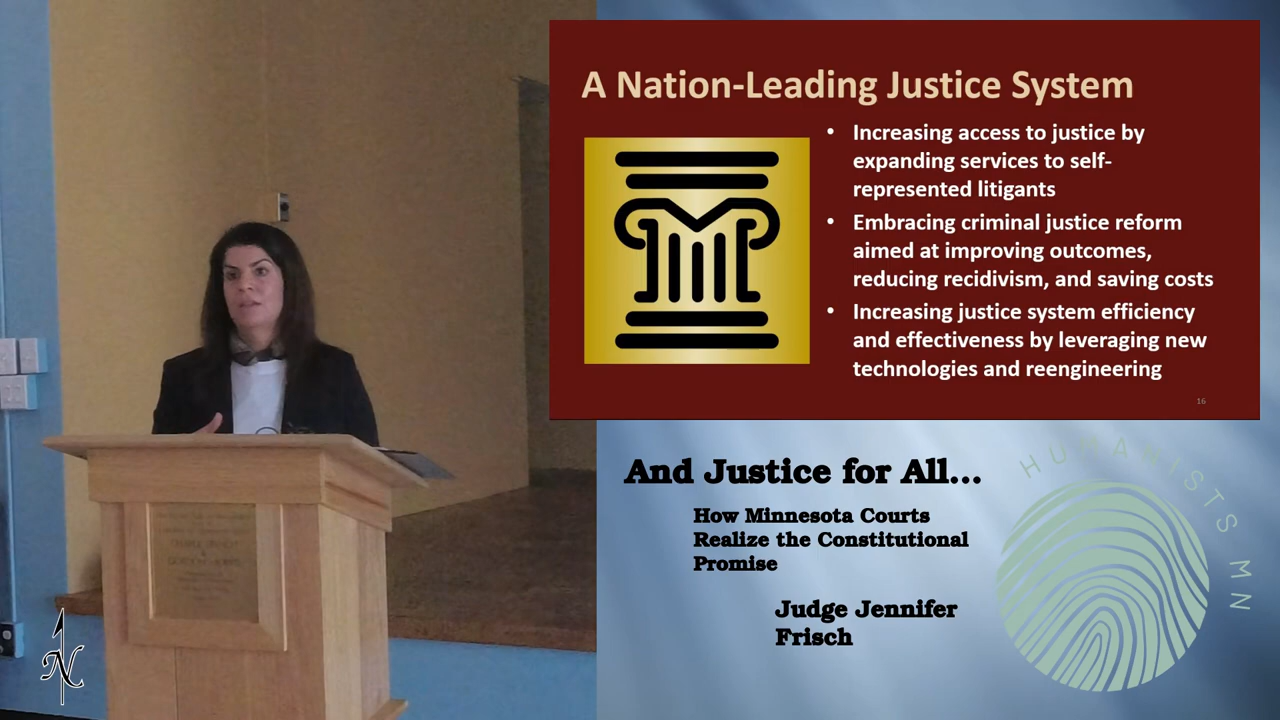 A Nation-Leading Justice System
• Increasing access to justice by
expanding services to self-
represented litigants
• Embracing criminal justice reform
aimed at improving outcomes,
reducing recidivism, and saving costs
• Increasing justice system efficiency
and effectiveness by leveraging new
technologies and reengineering
16
And Justice for All...
How Minnesota Courts
Realize the Constitutional
Promise
Judge Jennifer
Frisch
HUMANISTS MN
N